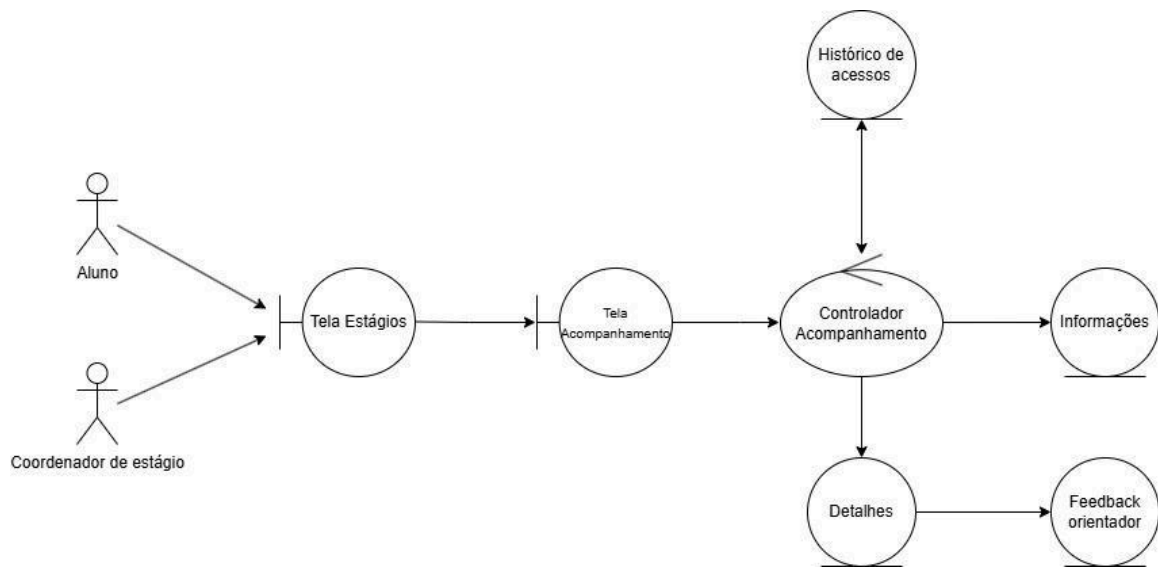 Histórico de
acessos
Aluno
Tela Estágios
Tela
Acompanhamento
Controlador
Acompanhamento
Informações
Coordenador de estágio
Detalhes
Feedback
orientador